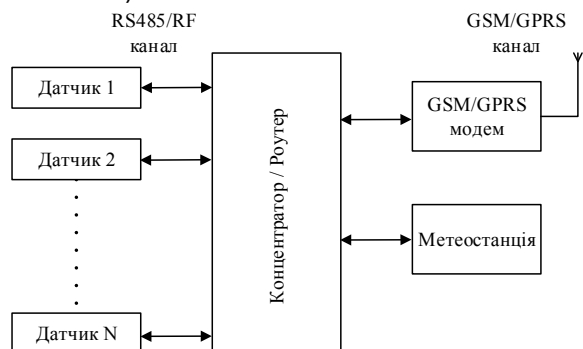 RS485/RF
канал
GSM/GPRS
канал
Датчик 1
Датчик 2
Датчик N
Концентратор / Роутер
GSM/GPRS
модем
Метеостанція